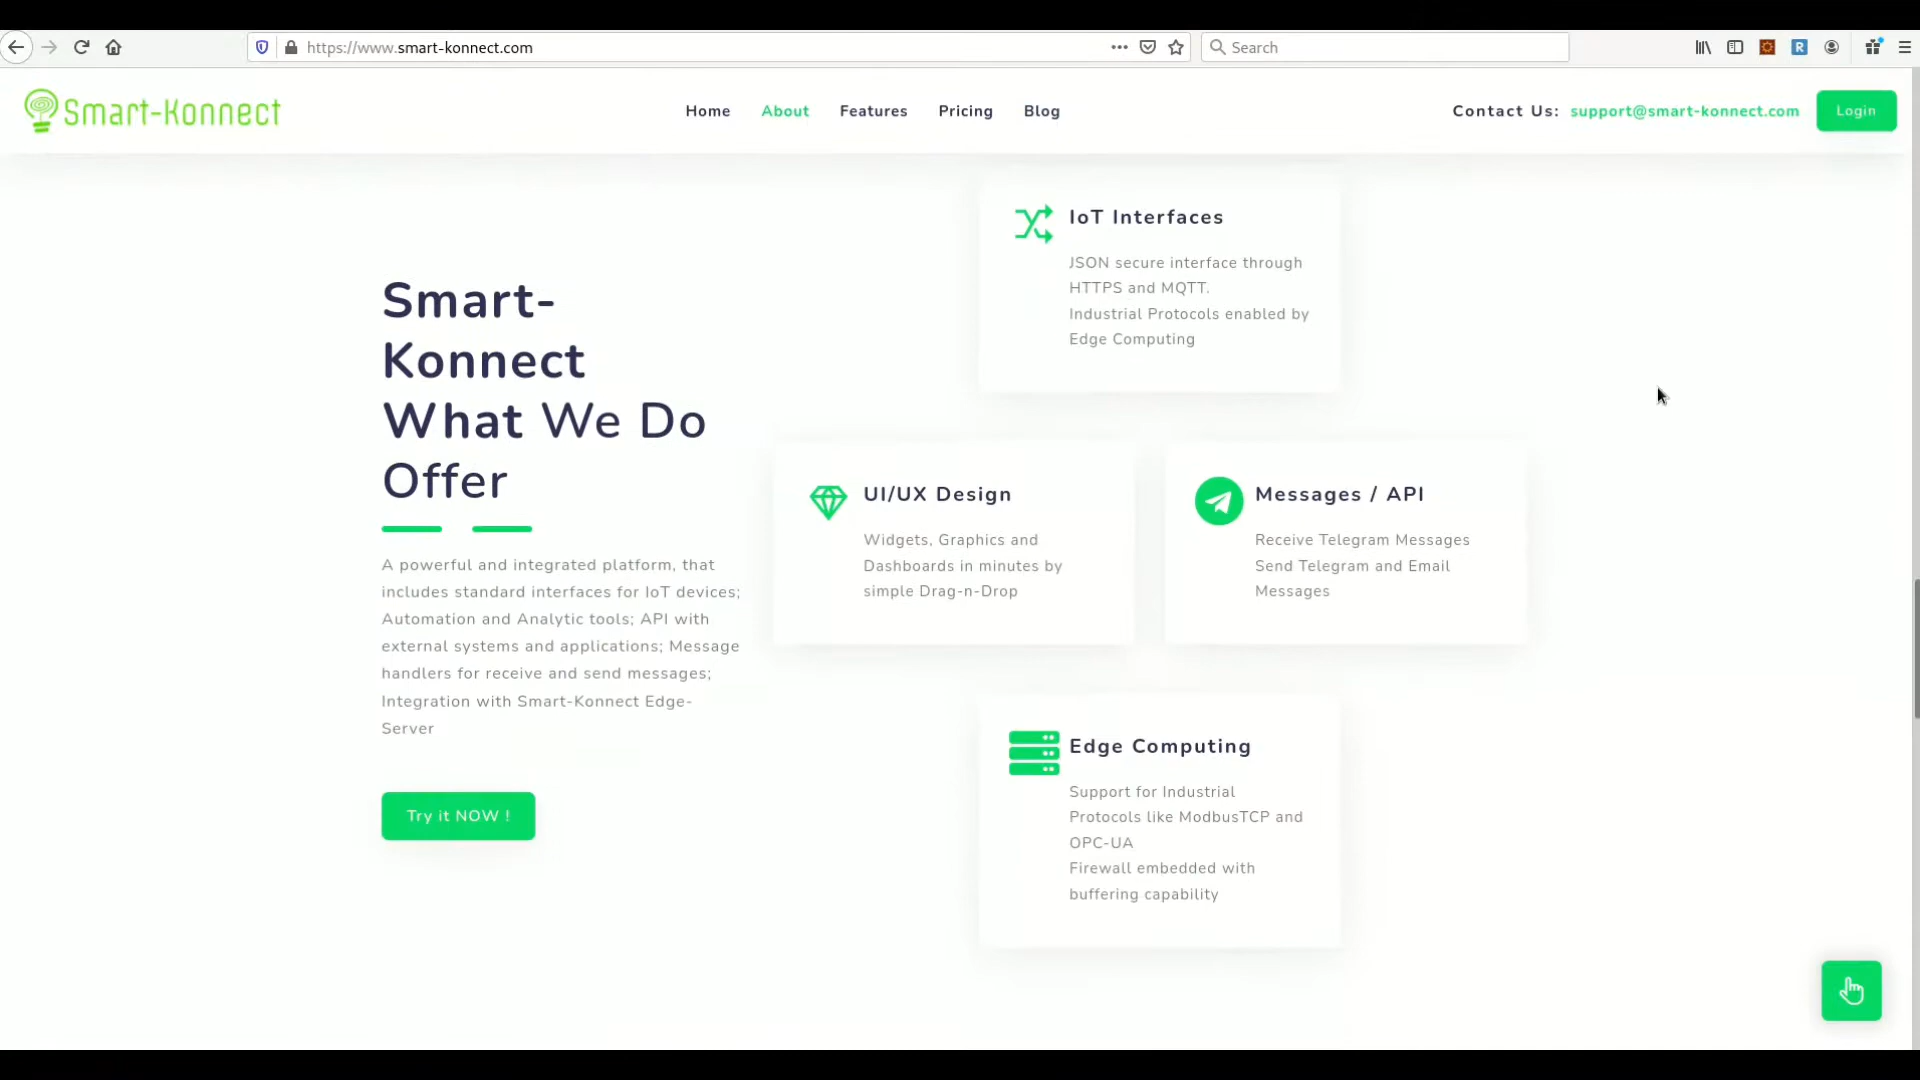 https://www.smart-konnect.com
Search
Smart-Konnect
Home
About
Features
Pricing
Blog
Contact Us: support@smart-konnect.com
Login
Smart-
Konnect
What We Do
Offer
A powerful and integrated platform, that
includes standard interfaces for IoT devices;
Automation and Analytic tools; API with
external systems and applications; Message
handlers for receive and send messages;
Integration with Smart-Konnect Edge-
Server
Try it NOW !
IoT Interfaces
JSON secure interface through
HTTPS and MQTT.
Industrial Protocols enabled by
Edge Computing
UI/UX Design
Widgets, Graphics and
Dashboards in minutes by
simple Drag-n-Drop
Messages / API
Receive Telegram Messages
Send Telegram and Email
Messages
Edge Computing
Support for Industrial
Protocols like ModbusTCP and
OPC-UA
Firewall embedded with
buffering capability